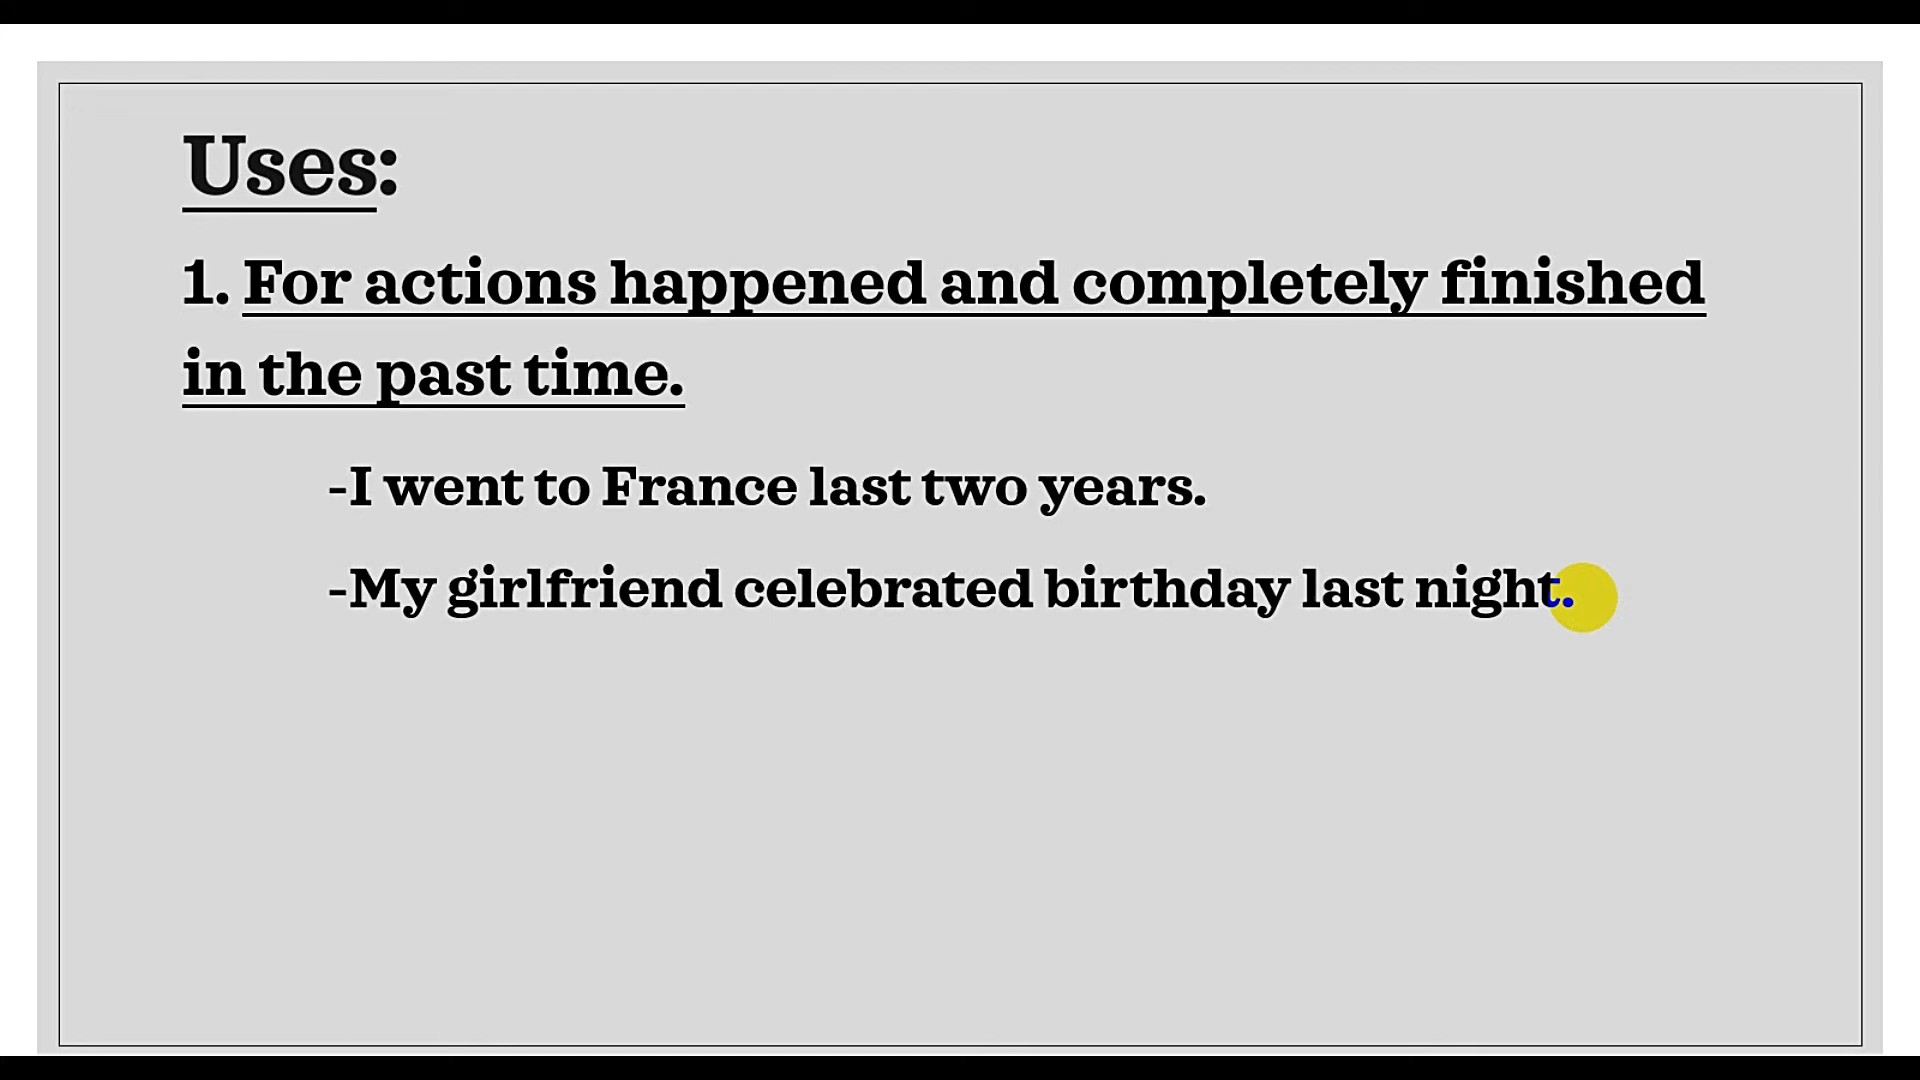 Uses:
1. For actions happened and completely finished
in the past time.
-I went to France last two years.
-My girlfriend celebrated birthday last night.